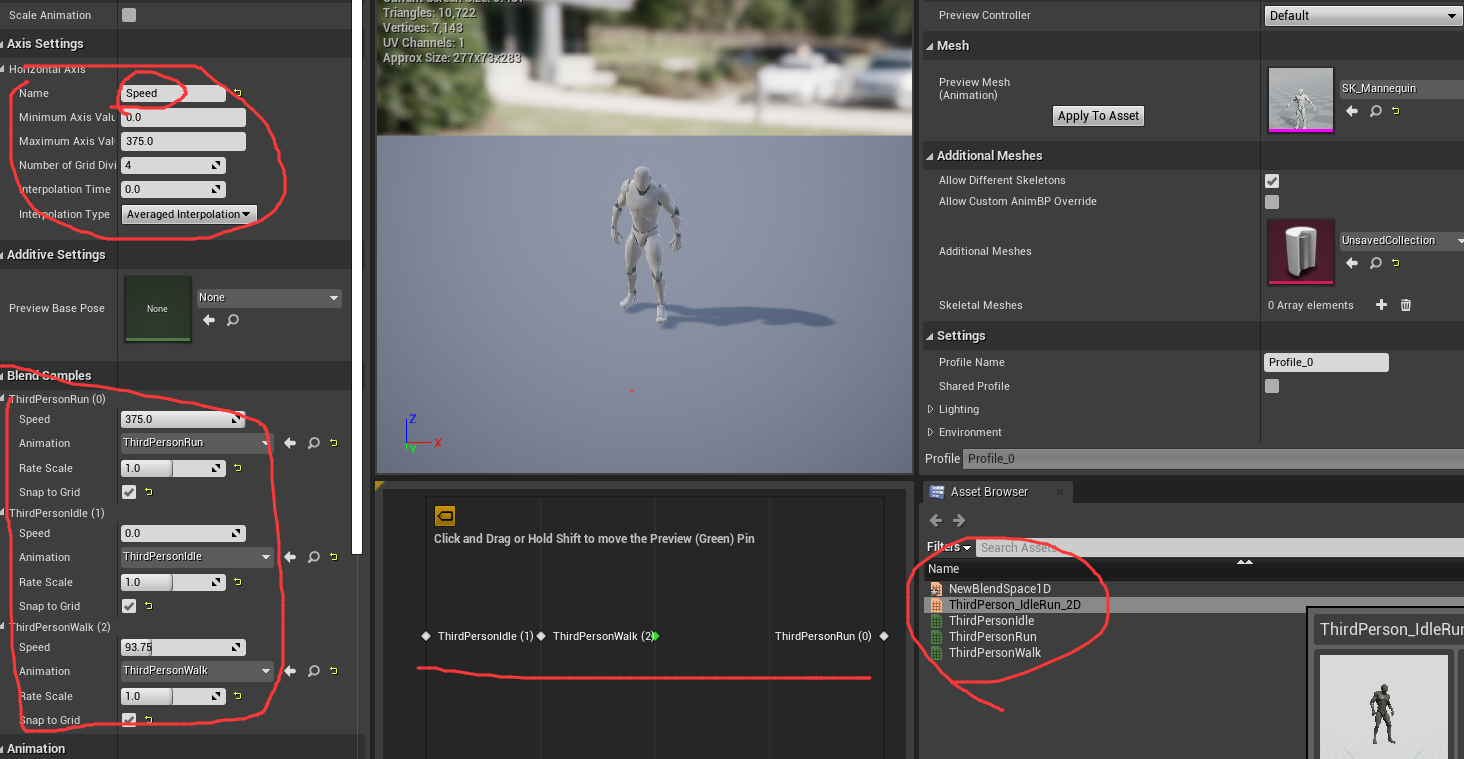 Scale Animation
Axis Settings
Horizontal Axis
Name Speed
Minimum Axis Valu 0.0
Maximum Axis Val 375.0
Number of Grid Divi 4
Interpolation Time 0.0
Interpolation Type Averaged Interpolation
Additive Settings
Preview Base Pose None None
Blend Samples
ThirdPersonRun (0)
Speed 375.0
Animation ThirdPersonRun
Rate Scale 1.0
Snap to Grid
ThirdPersonIdle (1)
Speed 0.0
Animation ThirdPersonIdle
Rate Scale 1.0
Snap to Grid
ThirdPersonWalk (2)
Speed 93.75
Animation ThirdPersonWalk
Rate Scale 1.0
Snap to Grid
Animation
Triangles: 10,722
Vertices: 7,143
UV Channels: 1
Approx Size: 277x73x283
Z
X
Y
Click and Drag or Hold Shift to move the Preview (Green) Pin
ThirdPersonIdle (1) ThirdPersonWalk (2) ThirdPersonRun (0)
Preview Controller Default
Mesh
Preview Mesh
(Animation)
SK_Mannequin
Apply To Asset
Additional Meshes
Allow Different Skeletons
Allow Custom AnimBP Override
Additional Meshes UnsavedCollection
Skeletal Meshes 0 Array elements
Settings
Profile Name Profile_0
Shared Profile
Lighting
Environment
Profile Profile_0
Asset Browser
Filters Search Assets
Name
NewBlendSpace1D
ThirdPerson_IdleRun_2D
ThirdPersonIdle
ThirdPersonRun
ThirdPersonWalk
ThirdPerson_IdleRun